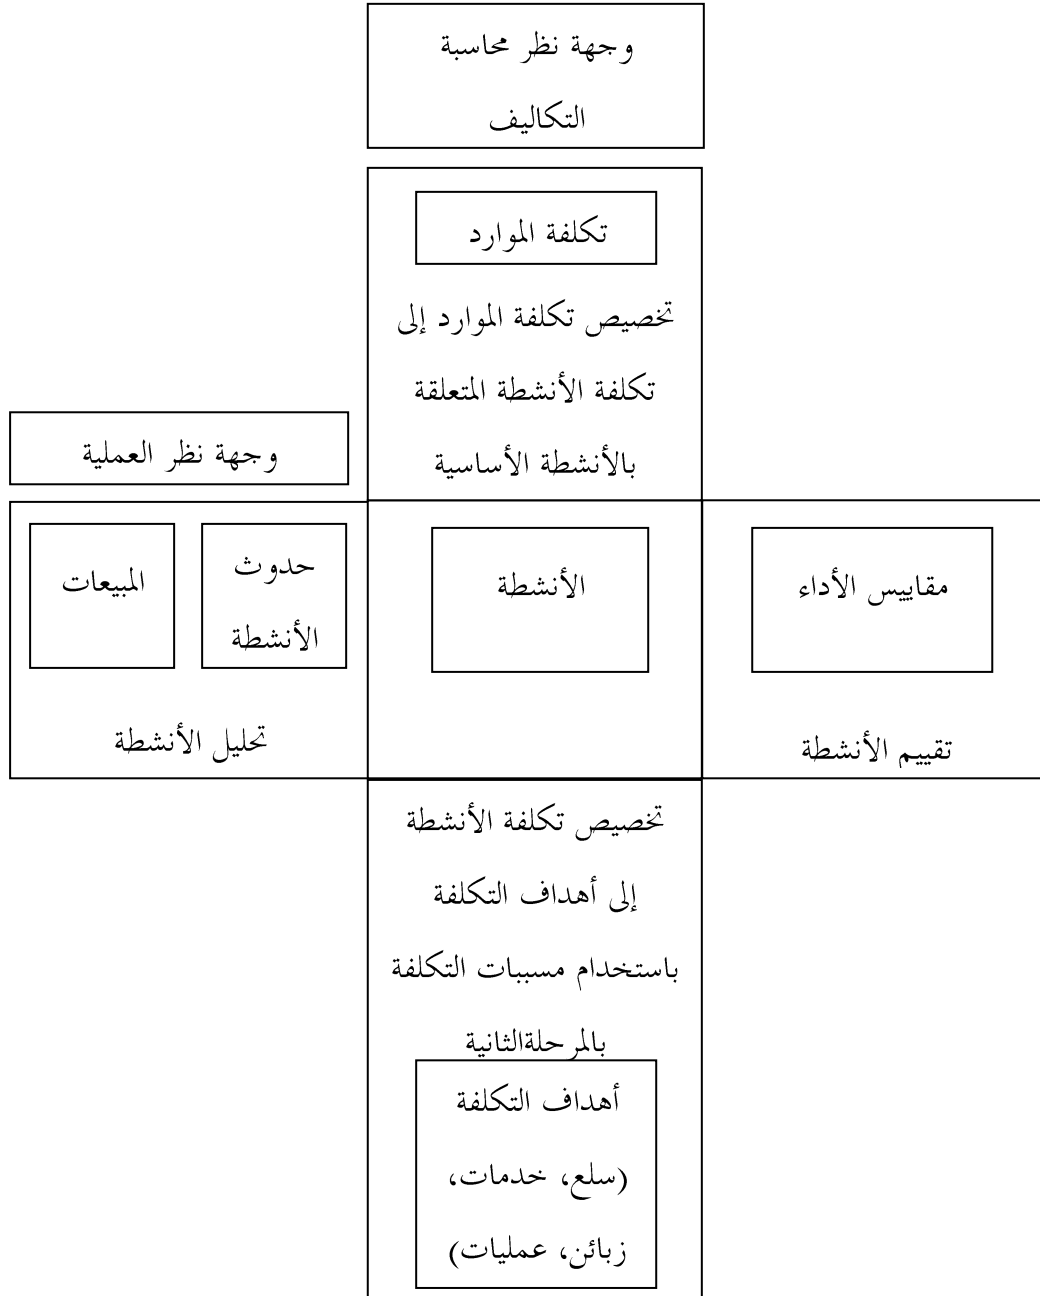 وجهة نظر محاسبة
التكاليف
تكلفة الموارد
تخصيص تكلفة الموارد إلى
تكلفة الأنشطة المتعلقة
بالأنشطة الأساسية
وجهة نظر العملية
مقاييس الأداء
تقييم الأنشطة
الأنشطة
حدوث
الأنشطة
المبيعات
تحليل الأنشطة
تخصيص تكلفة الأنشطة
إلى أهداف التكلفة
باستخدام مسببات التكلفة
بالمرحلةالثانية
أهداف التكلفة
(سلع، خدمات،
زبائن، عمليات)